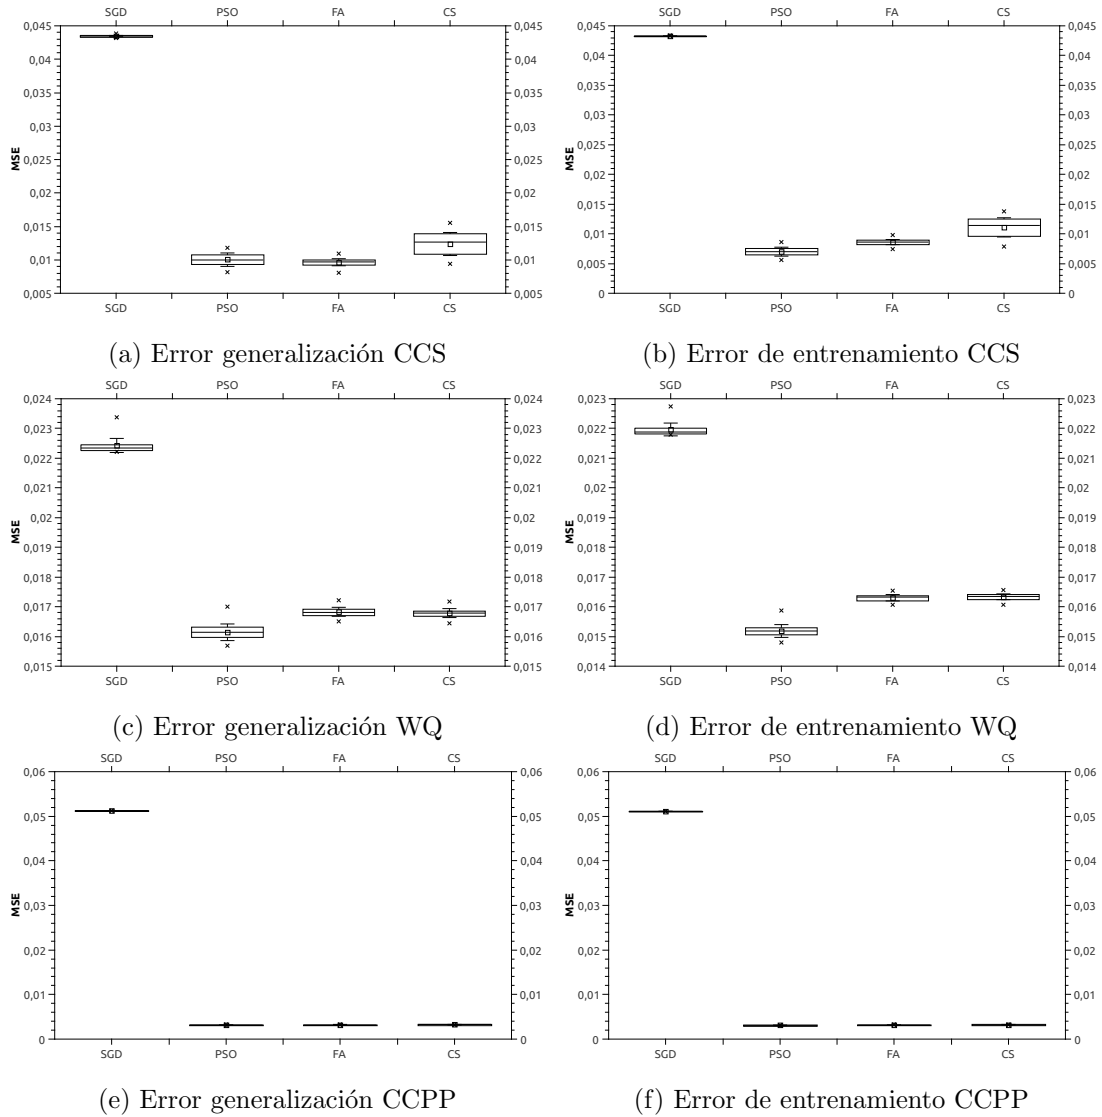 SGD PSO FA CS
0,045 0,045
0,04 0,04
0,035 0,035
0,03 0,03
0,025 0,025
0,02 0,02
0,015 0,015
0,01 0,01
0,005 0,005
MSE
SGD PSO FA CS
(a) Error generalización CCS
SGD PSO FA CS
0,045 0,045
0,04 0,04
0,035 0,035
0,03 0,03
0,025 0,025
0,02 0,02
0,015 0,015
0,01 0,01
0,005 0,005
0 0
MSE
SGD PSO FA CS
(b) Error de entrenamiento CCS
SGD PSO FA CS
0,024 0,024
0,023 0,023
0,022 0,022
0,021 0,021
0,02 0,02
0,019 0,019
0,018 0,018
0,017 0,017
0,016 0,016
0,015 0,015
MSE
SGD PSO FA CS
(c) Error generalización WQ
SGD PSO FA CS
0,023 0,023
0,022 0,022
0,021 0,021
0,02 0,02
0,019 0,019
0,018 0,018
0,017 0,017
0,016 0,016
0,015 0,015
0,014 0,014
MSE
SGD PSO FA CS
(d) Error de entrenamiento WQ
SGD PSO FA CS
0,06 0,06
0,05 0,05
0,04 0,04
0,03 0,03
0,02 0,02
0,01 0,01
0 0
MSE
SGD PSO FA CS
(e) Error generalización CCPP
SGD PSO FA CS
0,06 0,06
0,05 0,05
0,04 0,04
0,03 0,03
0,02 0,02
0,01 0,01
0 0
MSE
SGD PSO FA CS
(f) Error de entrenamiento CCPP